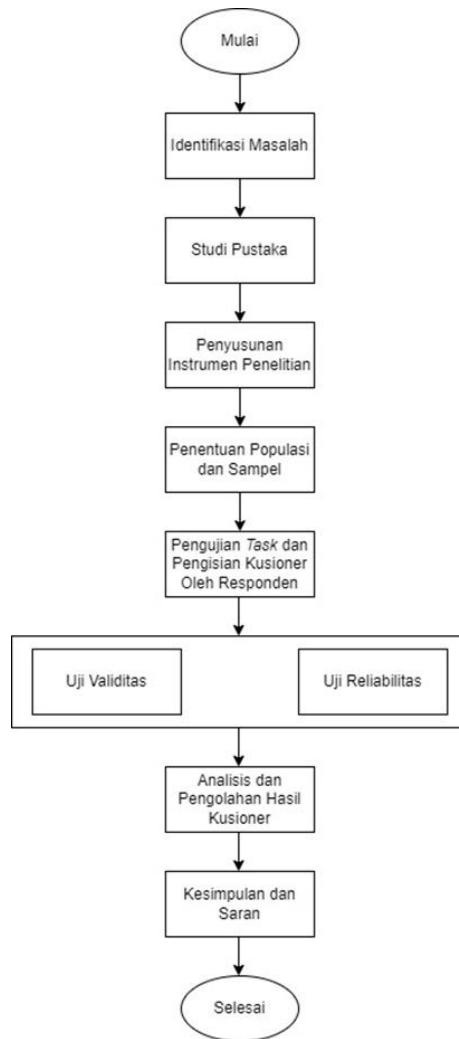 Mulai
Identifikasi Masalah
Studi Pustaka
Penyusunan
Instrumen Penelitian
Penentuan Populasi
dan Sampel
Pengujian Task dan
Pengisian Kusioner
Oleh Responden
Uji Validitas
Uji Reliabilitas
Analisis dan
Pengolahan Hasil
Kusioner
Kesimpulan dan
Saran
Selesai